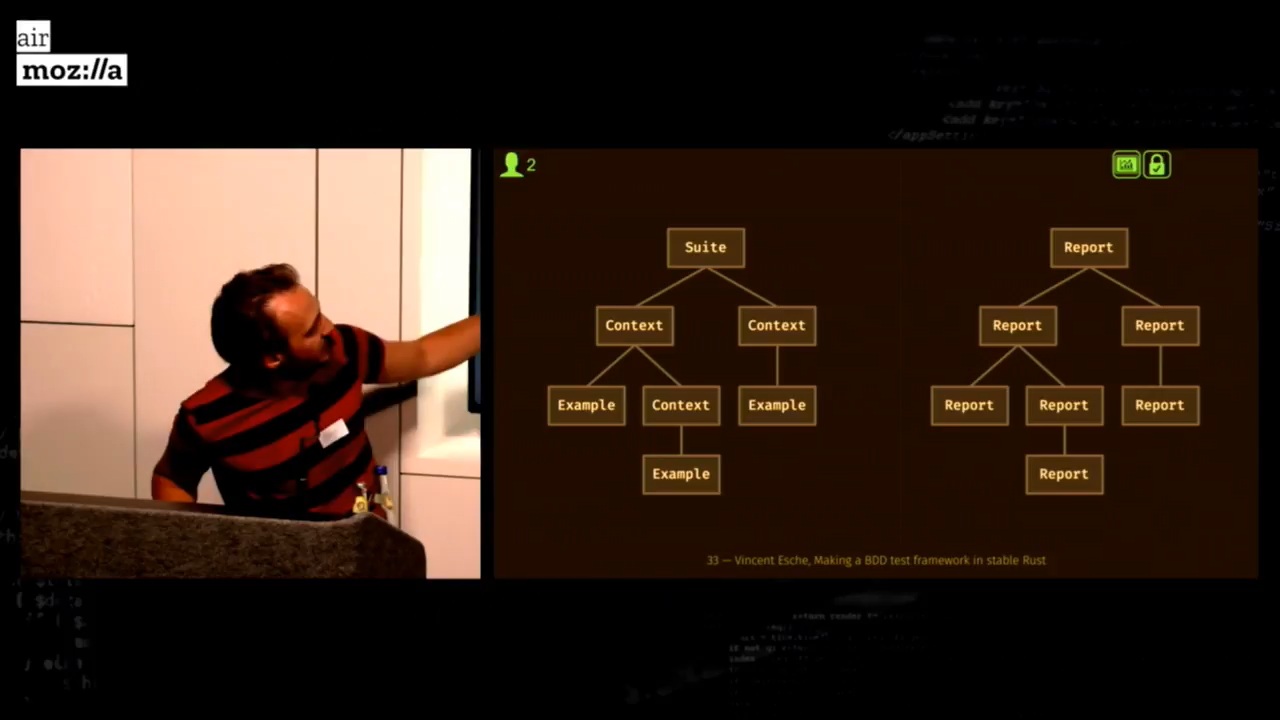 air
moz://a
2
Suite
Report
Context
Context
Report
Report
Example
Context
Example
Report
Report
Report
Example
Report
33 — Vincent Esche, Making a BDD test framework in stable Rust